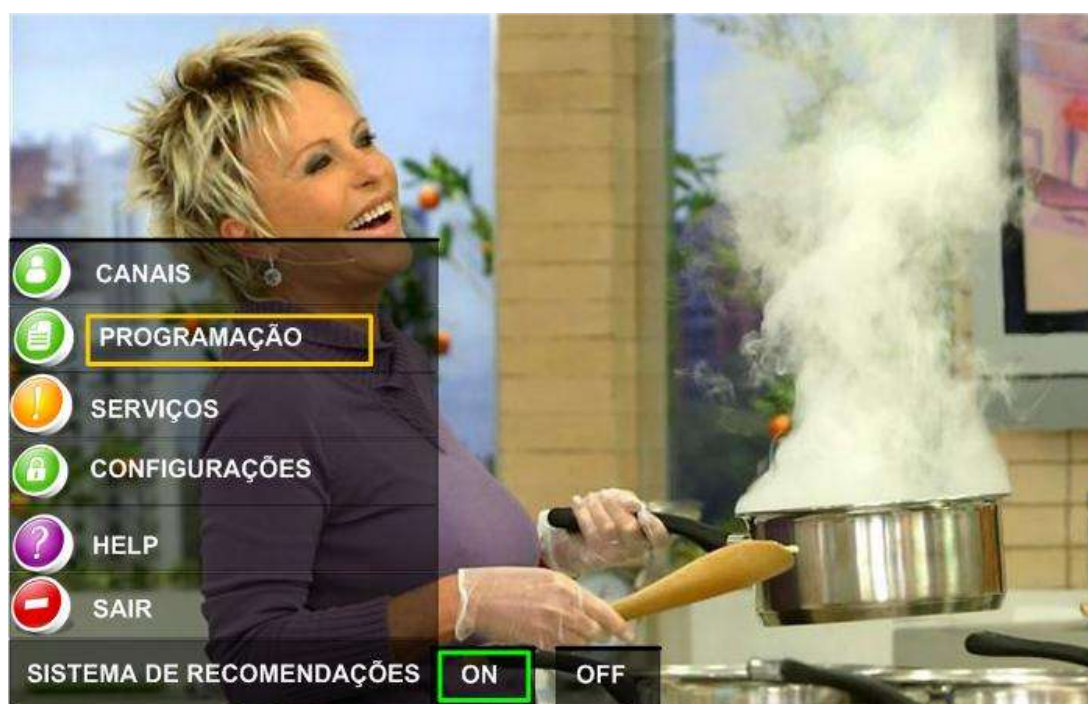 CANAIS
PROGRAMAÇÃO
SERVIÇOS
CONFIGURAÇÕES
HELP
SAIR
SISTEMA DE RECOMENDAÇÕES ON OFF